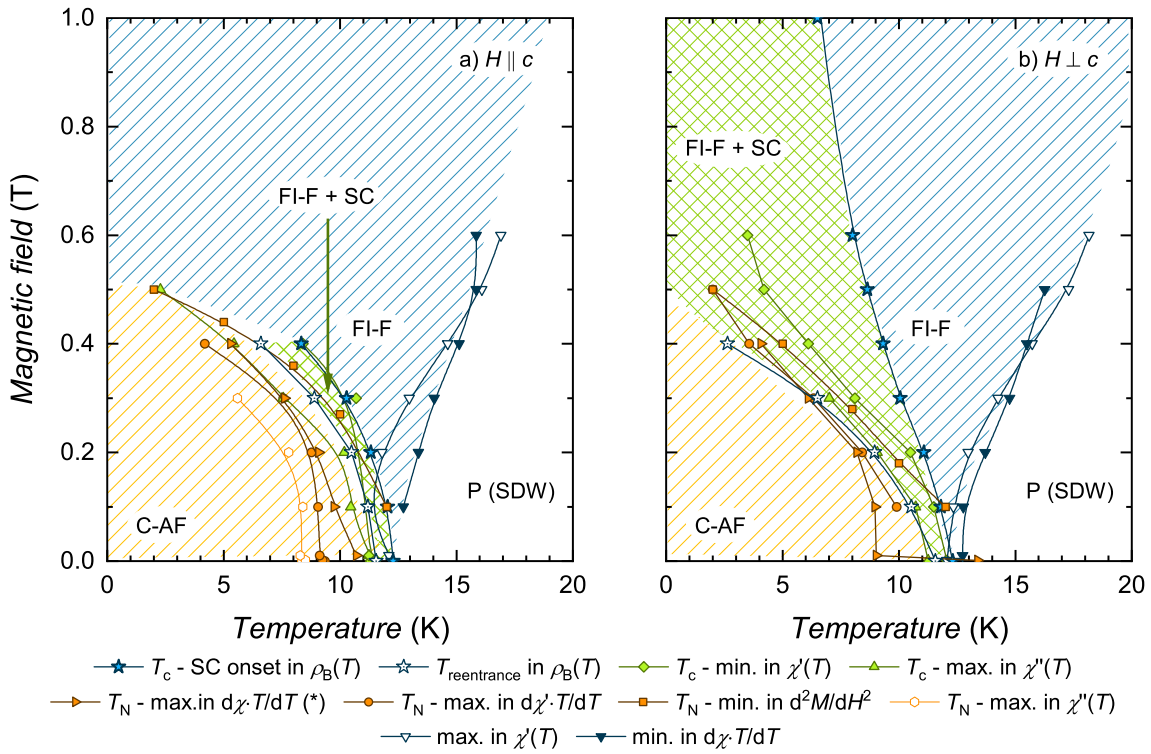 a) H ∥ c
b) H ⊥ c
Magnetic field (T)
1.0
0.8
0.6
0.4
0.2
0.0
FI-F + SC
FI-F
P (SDW)
C-AF
FI-F + SC
FI-F
P (SDW)
C-AF
0 5 10 15 20
0 5 10 15 20
Temperature (K)
Temperature (K)
Tc - SC onset in ρB(T)
Treentrance in ρB(T)
Tc - min. in χ'(T)
Tc - max. in χ''(T)
TN - max.in dχ·T/dT (*)
TN - max. in dχ'·T/dT
TN - min. in d²M/dH²
TN - max. in χ''(T)
max. in χ'(T)
min. in dχ·T/dT